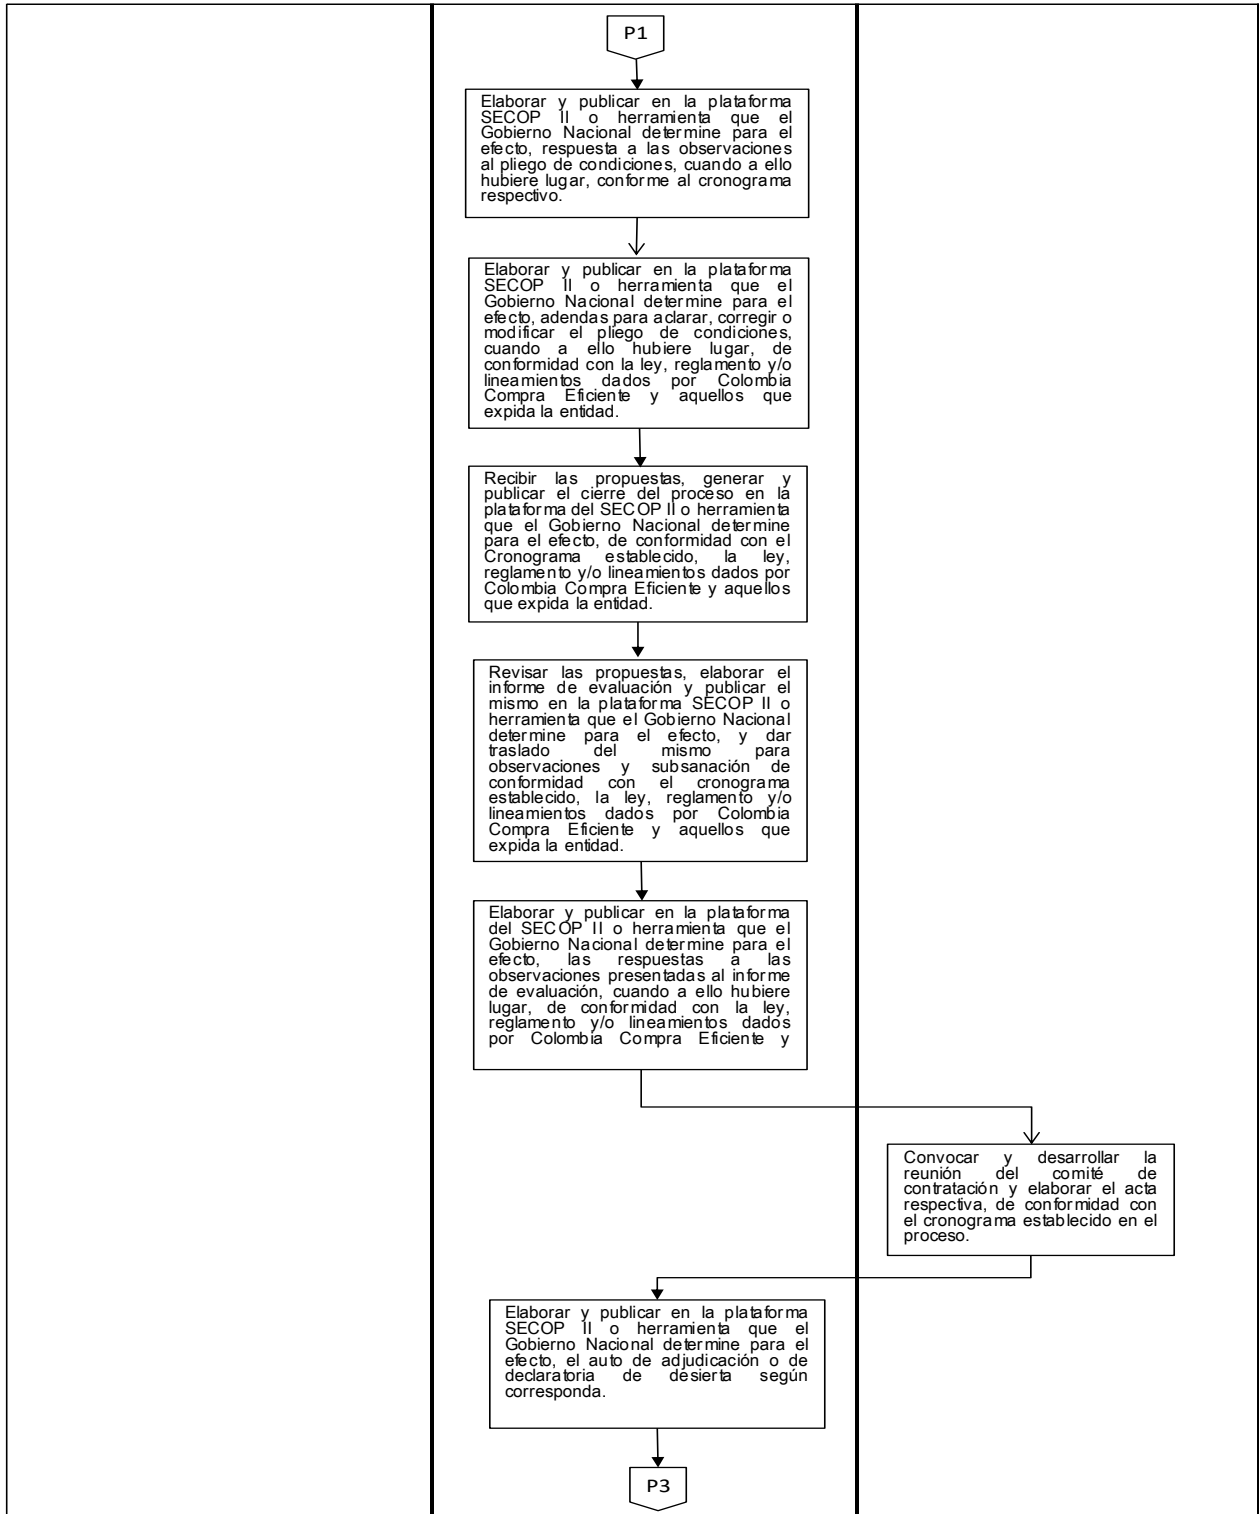 P1
Elaborar y publicar en la plataforma
SECOP II o herramienta que el
Gobierno Nacional determine para el
efecto, respuesta a las observaciones
al pliego de condiciones, cuando a ello
hubiere lugar, conforme al cronograma
respectivo.
Elaborar y publicar en la plataforma
SECOP II o herramienta que el
Gobierno Nacional determine para el
efecto, adendas para aclarar, corregir o
modificar el pliego de condiciones,
cuando a ello hubiere lugar, de
conformidad con la ley, reglamento y/o
lineamientos dados por Colombia
Compra Eficiente y aquellos que
expida la entidad.
Recibir las propuestas, generar y
publicar el cierre del proceso en la
plataforma del SECOP II o herramienta
que el Gobierno Nacional determine
para el efecto, de conformidad con el
Cronograma establecido, la ley,
reglamento y/o lineamientos dados por
Colombia Compra Eficiente y aquellos
que expida la entidad.
Revisar las propuestas, elaborar el
informe de evaluación y publicar el
mismo en la plataforma SECOP II o
herramienta que el Gobierno Nacional
determine para el efecto, y dar
traslado del mismo para
observaciones y subsanación de
conformidad con el cronograma
establecido, la ley, reglamento y/o
lineamientos dados por Colombia
Compra Eficiente y aquellos que
expida la entidad.
Elaborar y publicar en la plataforma
del SECOP II o herramienta que el
Gobierno Nacional determine para el
efecto, las respuestas a las
observaciones presentadas al informe
de evaluación, cuando a ello hubiere
lugar, de conformidad con la ley,
reglamento y/o lineamientos dados
por Colombia Compra Eficiente y
Convocar y desarrollar la
reunión del comité de
contratación y elaborar el acta
respectiva, de conformidad con
el cronograma establecido en el
proceso.
Elaborar y publicar en la plataforma
SECOP II o herramienta que el
Gobierno Nacional determine para el
efecto, el auto de adjudicación o de
declaratoria de desierta según
corresponda.
P3